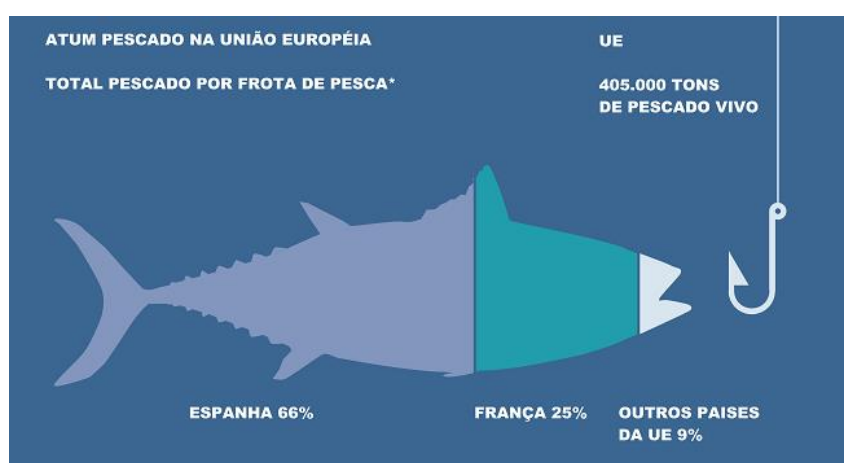 ATUM PESCADO NA UNIÃO EUROPÉIA
UE
TOTAL PESCADO POR FROTA DE PESCA*
405.000 TONS
DE PESCADO VIVO
ESPANHA 66%
FRANÇA 25%
OUTROS PAISES
DA UE 9%